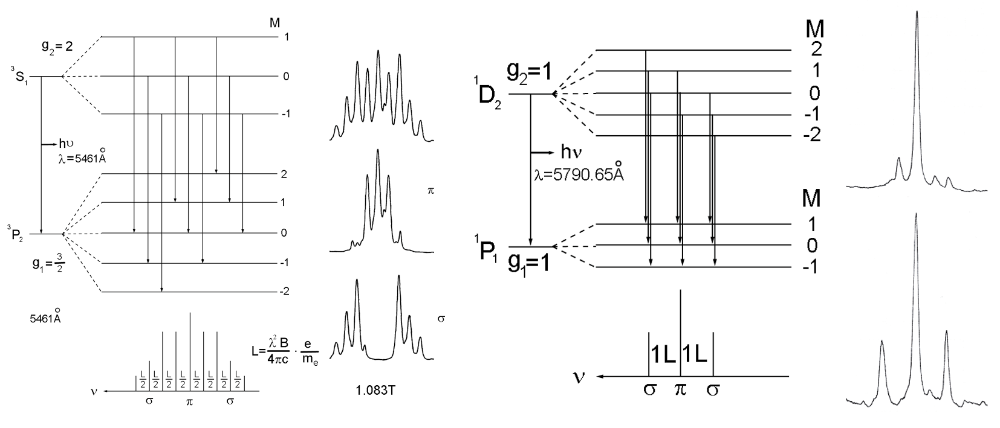 M
1
g₂=2
³S₁
0
-1
hυ
λ=5461Å
2
1
³P₂
0
g₁=3/2
-1
-2
5461Å
L/2 L/2 L/2 L/2 L/2 L/2 L/2 L/2
ν
σ π σ
L=λ²B/4πc · e/mₑ
π
σ
1.083T
M
2
g₂=1
1
¹D₂
0
-1
-2
hν
λ=5790.65Å
M
1
¹P₁
0
g₁=1
-1
1L 1L
ν
σ π σ